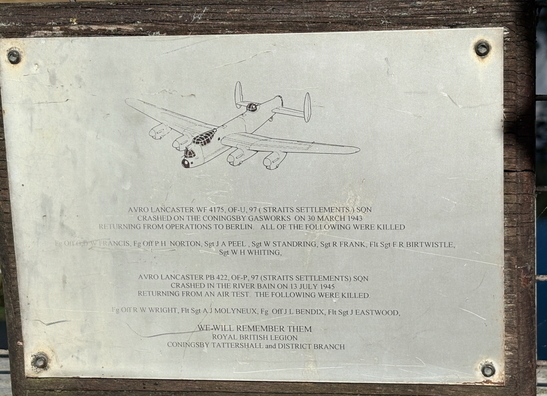 AVRO LANCASTER WF 4175, OF-U, 97 ( STRAITS SETTLEMENTS ) SQN
CRASHED ON THE CONINGSBY GASWORKS ON 30 MARCH 1943
RETURNING FROM OPERATIONS TO BERLIN. ALL OF THE FOLLOWING WERE KILLED
FRANCIS, Fg Off P.H NORTON, Sgt J A PEEL , Sgt W STANDRING, Sgt R FRANK, Flt Sgt F R BIRTWISTLE,
Sgt W H WHITING,
AVRO LANCASTER PB 422, OF-P, 97 (STRAITS SETTLEMENTS) SQN
CRASHED IN THE RIVER BAIN ON 13 JULY 1945
RETURNING FROM AN AIR TEST. THE FOLLOWING WERE KILLED
Fg Off R W WRIGHT, Flt Sgt A J MOLYNEUX, Fg Off J L BENDIX, Flt Sgt J EASTWOOD,
WE WILL REMEMBER THEM
ROYAL BRITISH LEGION
CONINGSBY TATTERSHALL and DISTRICT BRANCH